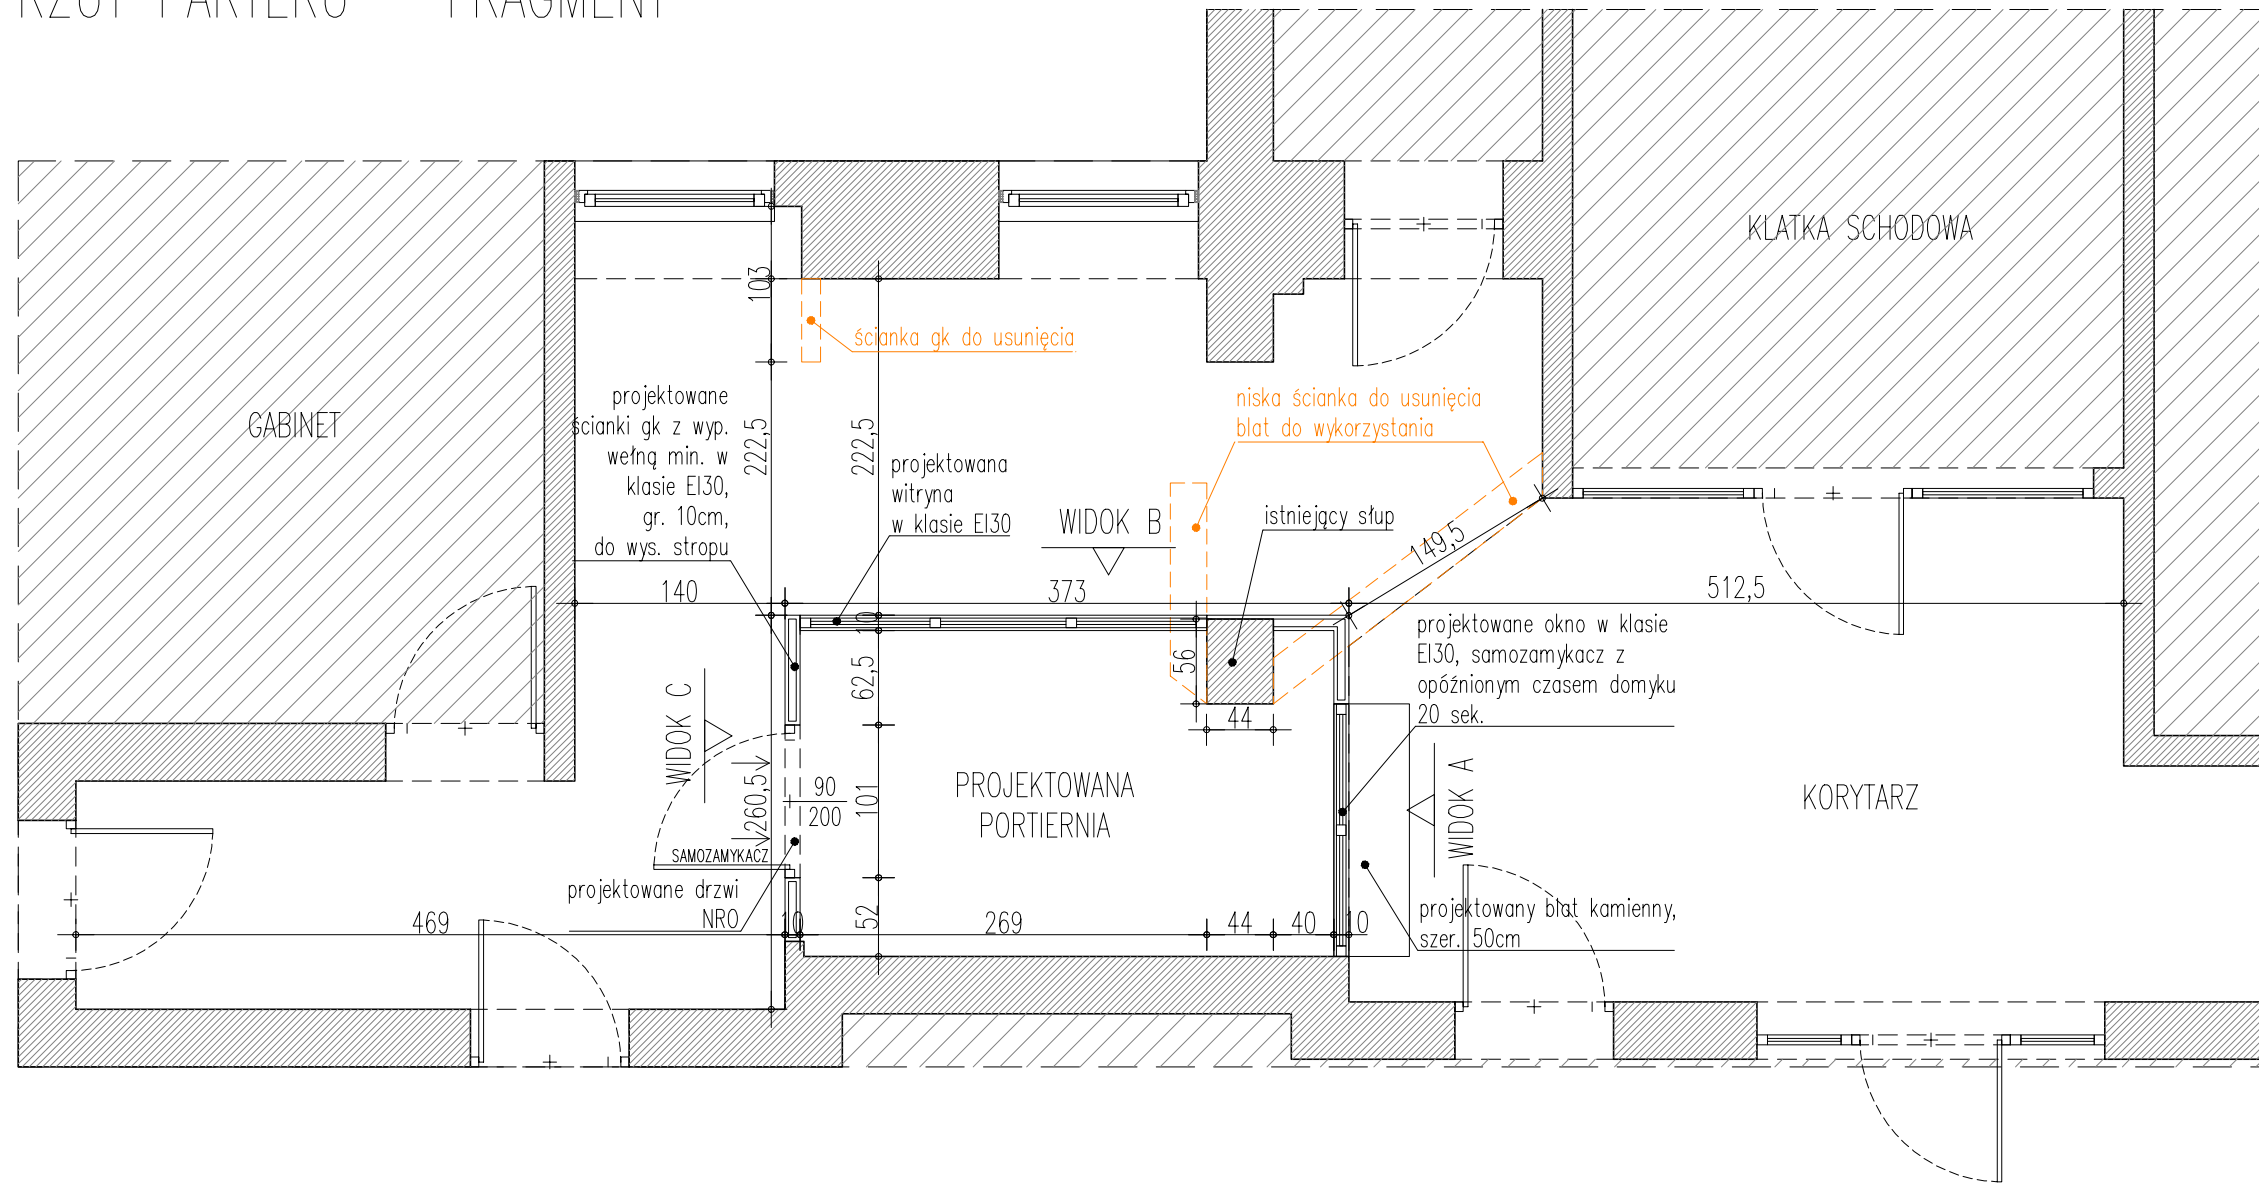 RZUT PARTERU - FRAGMENT
KLATKA SCHODOWA
103
ścianka gk do usunięcia
projektowane
ścianki gk z wyp.
wełną min. w
klasie EI30,
gr. 10cm,
do wys. stropu
GABINET
222,5
222,5
niska ścianka do usunięcia
blat do wykorzystania
projektowana
witryna
w klasie EI30
WIDOK B
istniejący słup
149,5
140
373
512,5
10
62,5
56
44
projektowane okno w klasie
EI30, samozamykacz z
opóźnionym czasem domyku
20 sek.
WIDOK C
260,5
90
200
101
PROJEKTOWANA
PORTIERNIA
WIDOK A
KORYTARZ
SAMOZAMYKACZ
projektowane drzwi
NRO
52
469
10
269
44
40
10
projektowany blat kamienny,
szer. 50cm